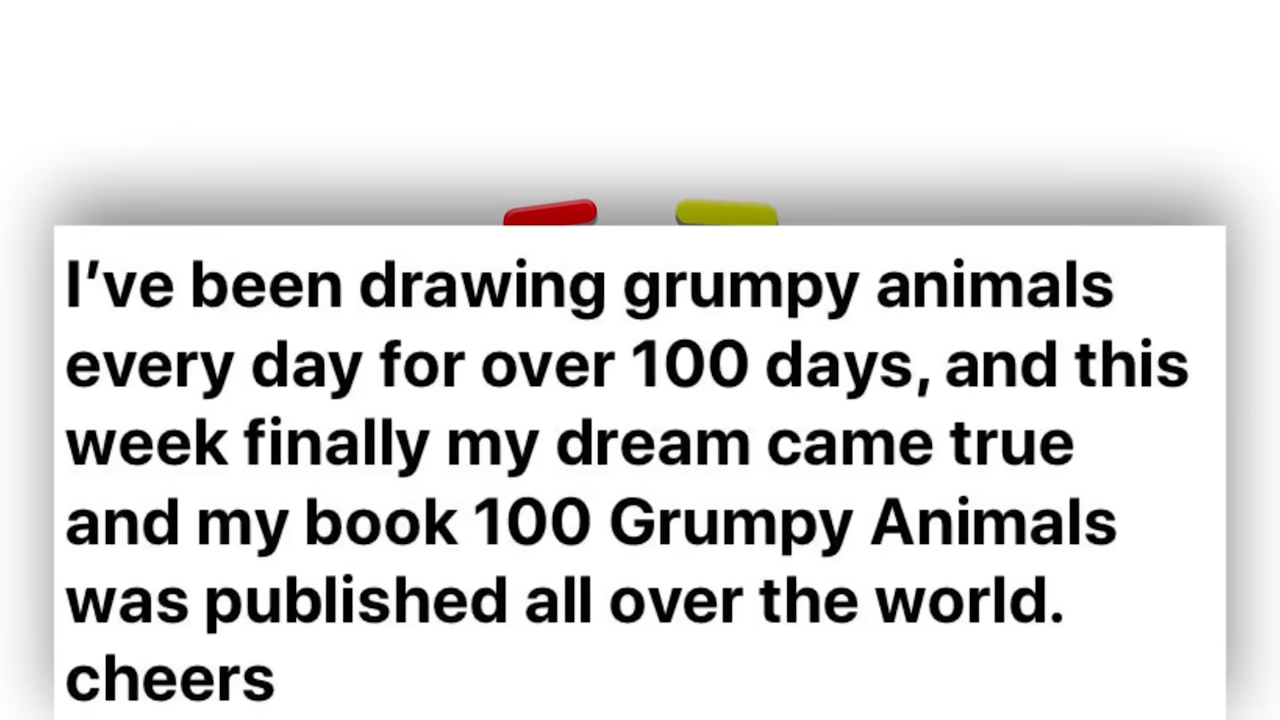 I’ve been drawing grumpy animals
every day for over 100 days, and this
week finally my dream came true
and my book 100 Grumpy Animals
was published all over the world.
cheers